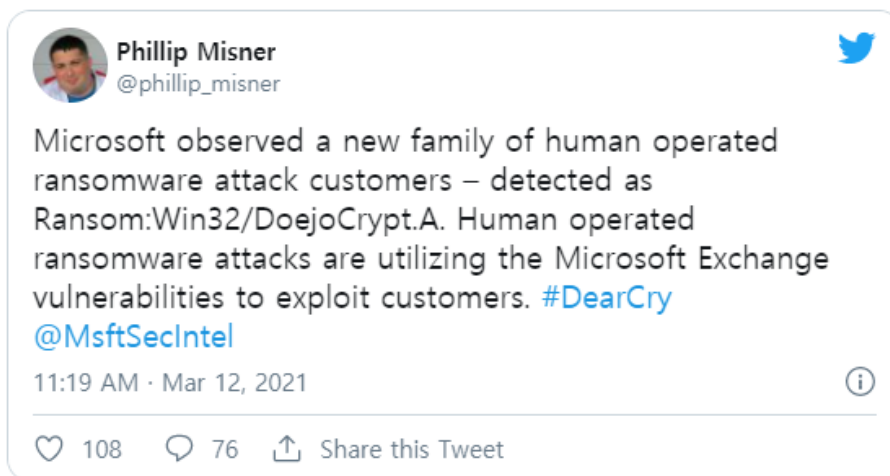 Phillip Misner
@phillip_misner
Microsoft observed a new family of human operated
ransomware attack customers – detected as
Ransom:Win32/DoejoCrypt.A. Human operated
ransomware attacks are utilizing the Microsoft Exchange
vulnerabilities to exploit customers. #DearCry
@MsftSecIntel
11:19 AM · Mar 12, 2021
108 76 Share this Tweet